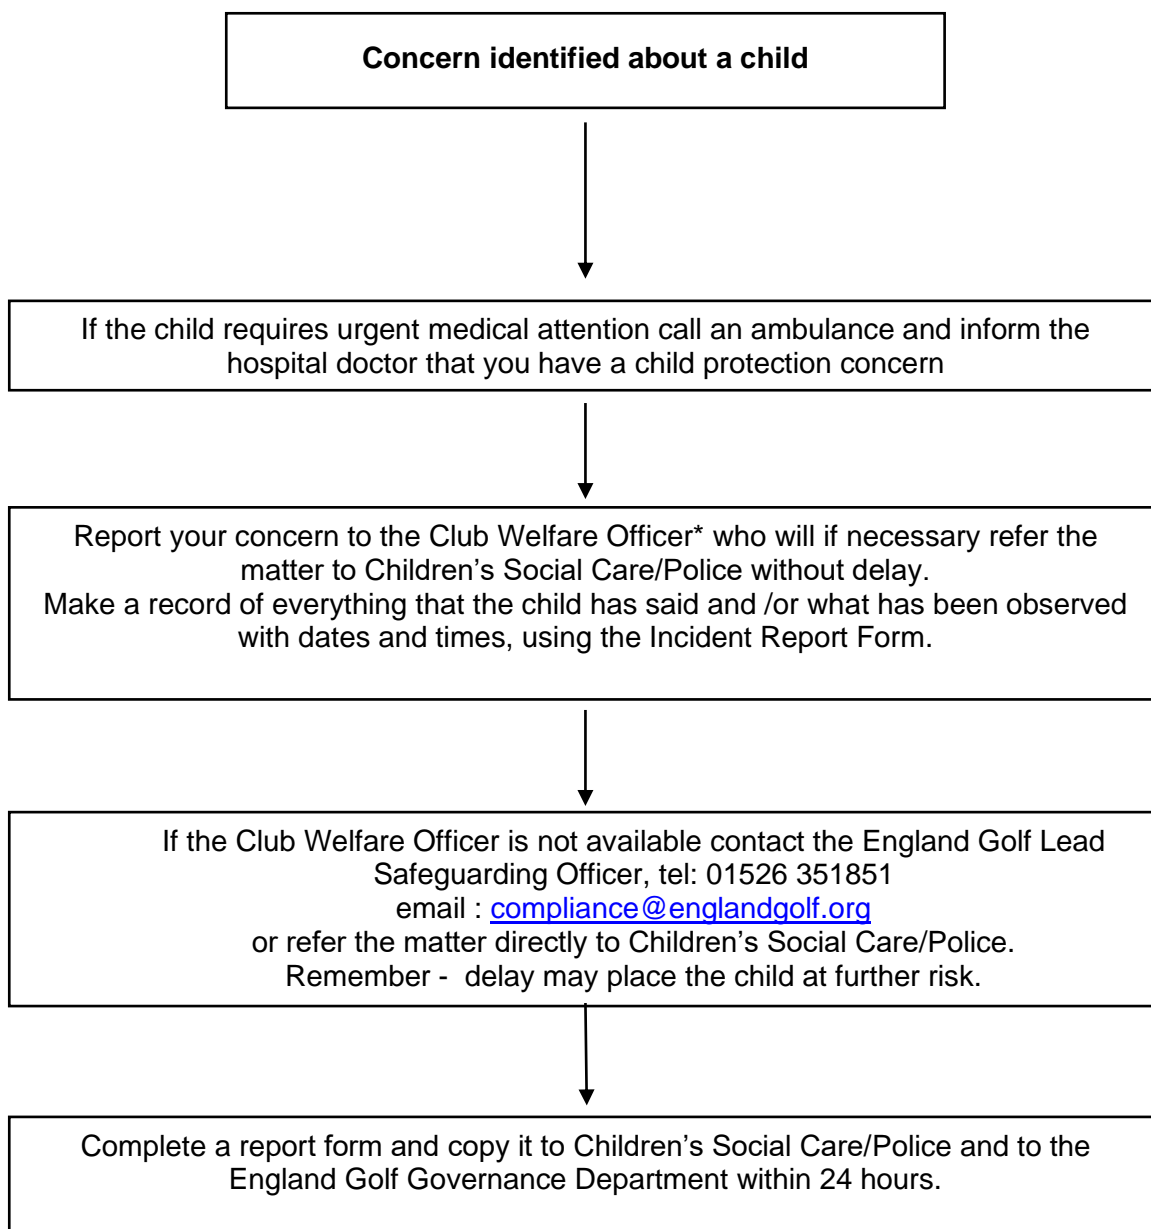 Concern identified about a child
If the child requires urgent medical attention call an ambulance and inform the
hospital doctor that you have a child protection concern
Report your concern to the Club Welfare Officer* who will if necessary refer the
matter to Children’s Social Care/Police without delay.
Make a record of everything that the child has said and /or what has been observed
with dates and times, using the Incident Report Form.
If the Club Welfare Officer is not available contact the England Golf Lead
Safeguarding Officer, tel: 01526 351851
email : compliance@englandgolf.org
or refer the matter directly to Children’s Social Care/Police.
Remember -  delay may place the child at further risk.
Complete a report form and copy it to Children’s Social Care/Police and to the
England Golf Governance Department within 24 hours.